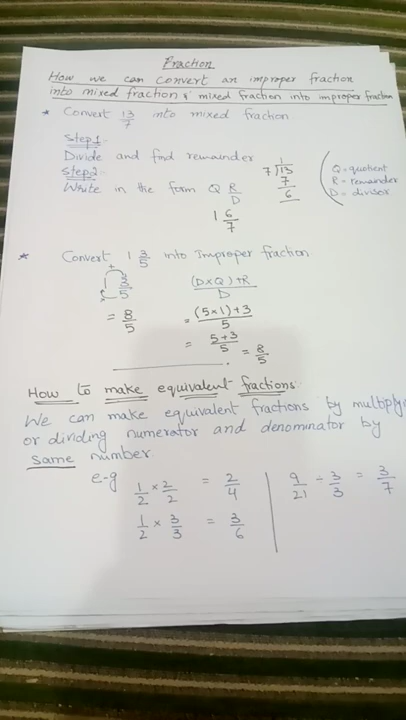 Fraction
How we can convert an improper fraction
into mixed fraction & mixed fraction into improper fraction
* Convert 13/7 into mixed fraction
Step 1
Divide and find remainder
Step 2
Write in the form Q R/D
1 6/7
1
7√13
7
6
Q = quotient
R = remainder
D = divisor
* Convert 1 3/5 into Improper fraction
+
1 3/5
x
= 8/5
(D×Q)+R/D
= (5×1)+3/5
= 5+3/5 = 8/5
How to make equivalent fractions
We can make equivalent fractions by multiply
or dividing numerator and denominator by
same number.
e-g
1/2 × 2/2 = 2/4
1/2 × 3/3 = 3/6
9/21 ÷ 3/3 = 3/7